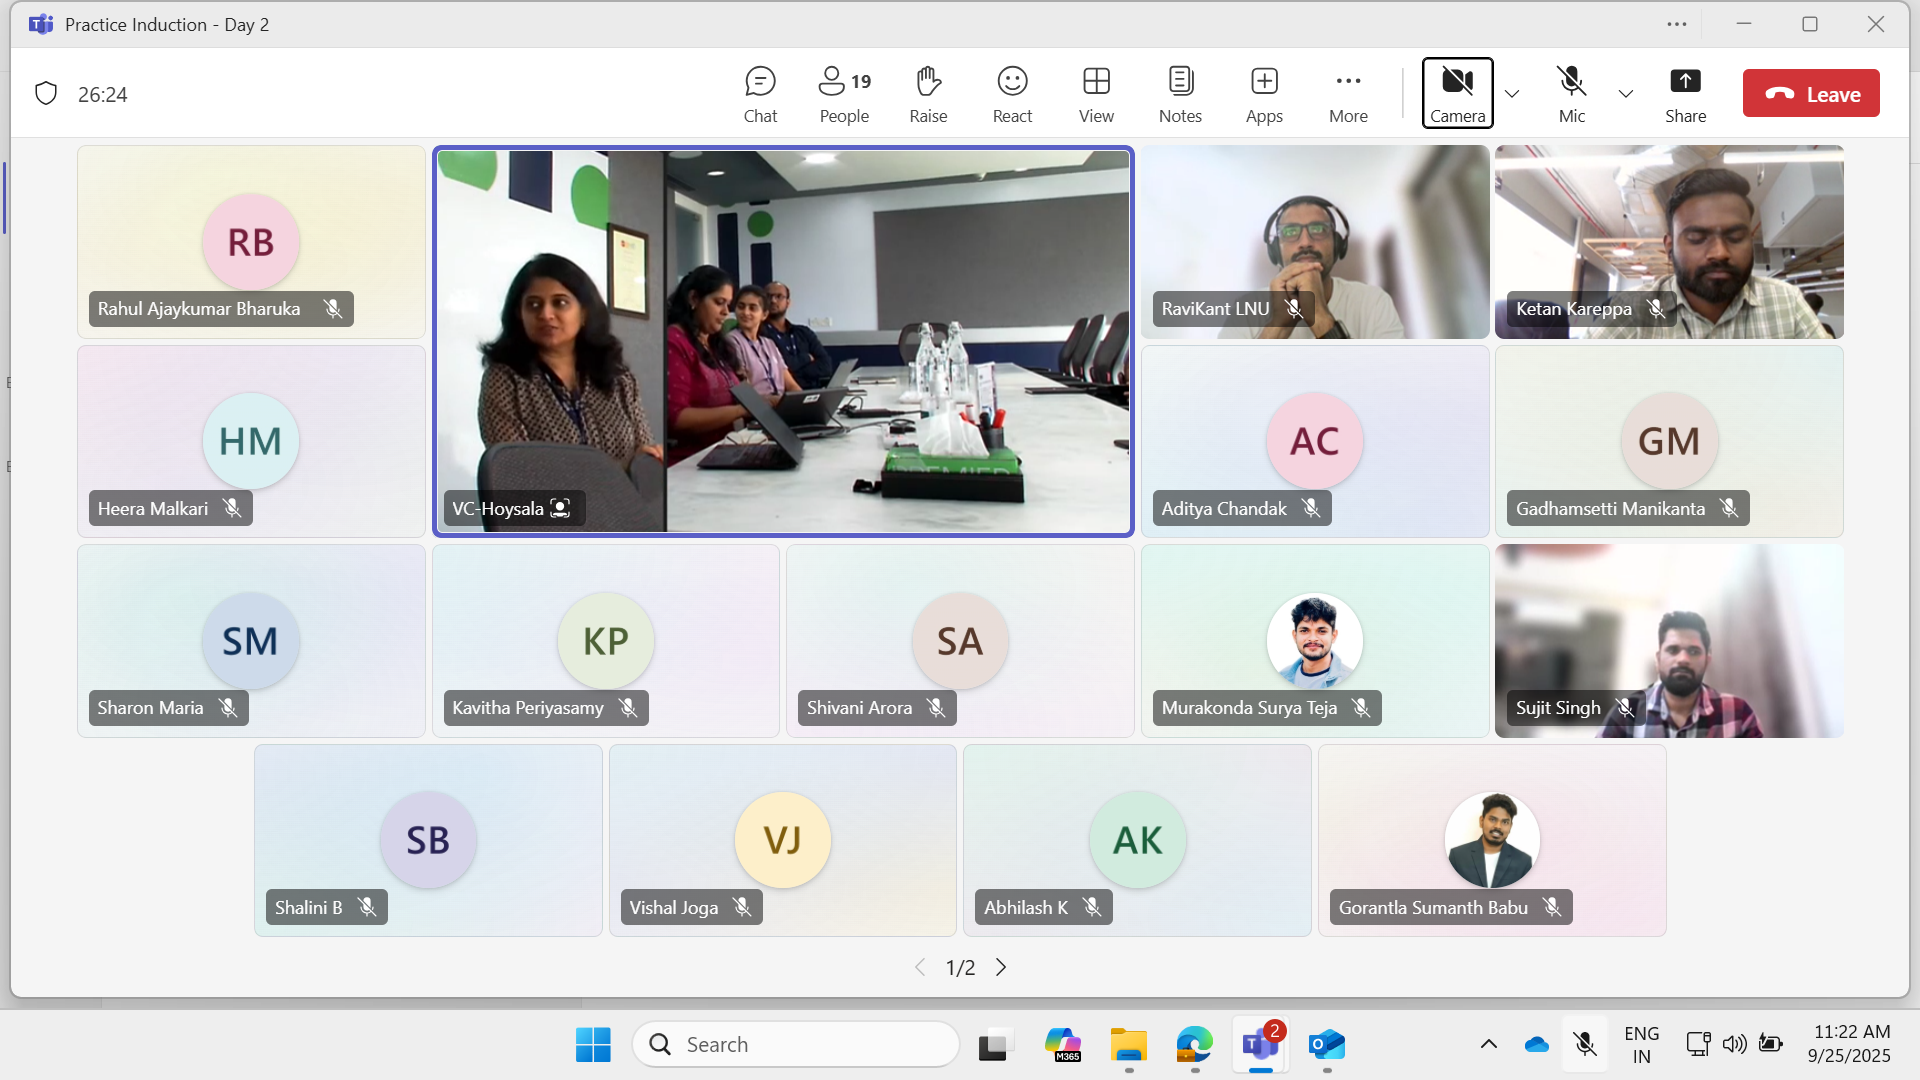 Practice Induction - Day 2
26:24
Chat
People 19
Raise
React
View
Notes
Apps
More
Camera
Mic
Share
Leave
RB
Rahul Ajaykumar Bharuka
VC-Hoysala
RaviKant LNU
Ketan Kareppa
HM
Heera Malkari
AC
Aditya Chandak
GM
Gadhamsetti Manikanta
SM
Sharon Maria
KP
Kavitha Periyasamy
SA
Shivani Arora
Murakonda Surya Teja
Sujit Singh
SB
Shalini B
VJ
Vishal Joga
AK
Abhilash K
Gorantla Sumanth Babu
1/2
Search
M365
2
ENG
IN
11:22 AM
9/25/2025